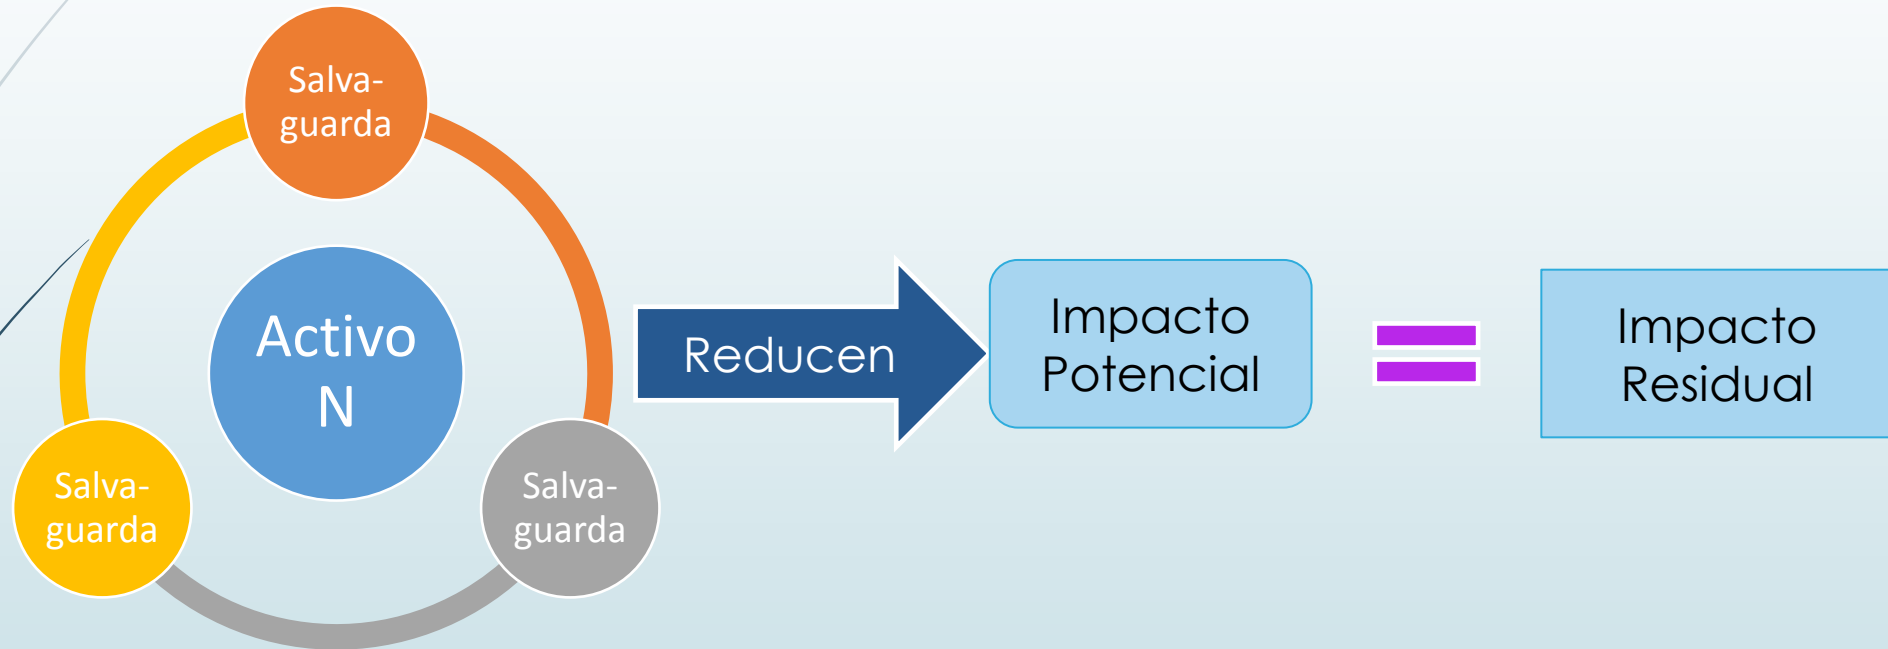 Salva-
guarda
Activo
N
Salva-
guarda
Salva-
guarda
Reducen
Impacto
Potencial
Impacto
Residual